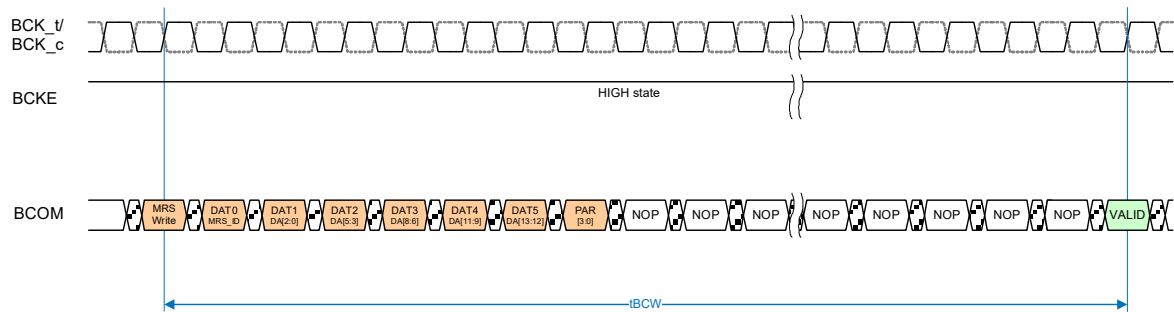 BCK_t/
BCK_c
BCKE
HIGH state
BCOM
MRS
Write
DAT0
MRS_ID
DAT1
DA[2:0]
DAT2
DA[5:3]
DAT3
DA[8:6]
DAT4
DA[11:9]
DAT5
DA[13:12]
PAR
[3:0]
NOP
NOP
NOP
NOP
NOP
NOP
NOP
NOP
VALID
tBCW